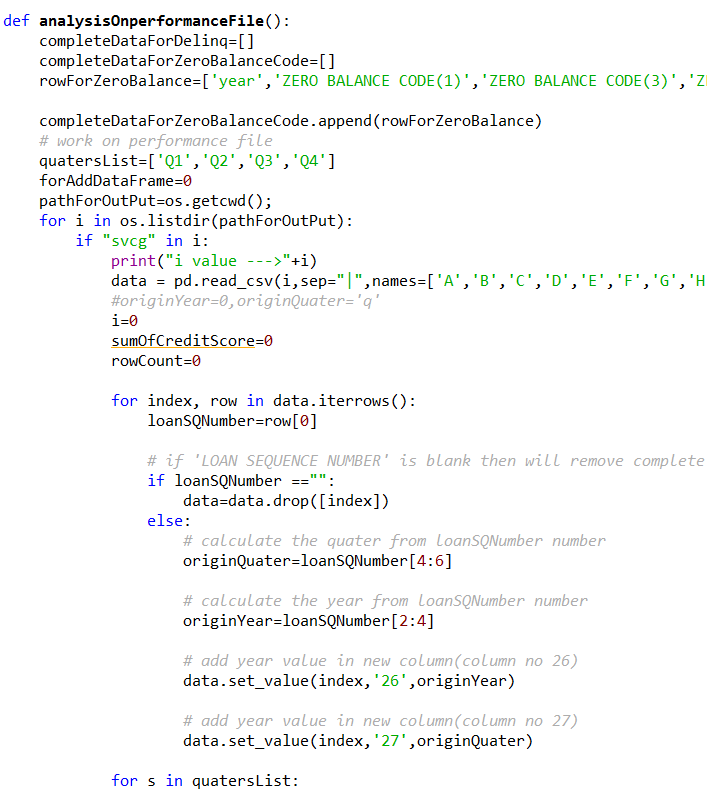 def analysisOnperformanceFile():
    completeDataForDelinq=[]
    completeDataForZeroBalanceCode=[]
    rowForZeroBalance=['year','ZERO BALANCE CODE(1)','ZERO BALANCE CODE(3)','Z
    completeDataForZeroBalanceCode.append(rowForZeroBalance)
    # work on performance file
    quatersList=['Q1','Q2','Q3','Q4']
    forAddDataFrame=0
    pathForOutPut=os.getcwd();
    for i in os.listdir(pathForOutPut):
        if "svcg" in i:
            print("i value --->"+i)
            data = pd.read_csv(i,sep="|",names=['A','B','C','D','E','F','G','H
            #originYear=0,originQuater='q'
            i=0
            sumOfCreditScore=0
            rowCount=0
            for index, row in data.iterrows():
                loanSQNumber=row[0]
                # if 'LOAN SEQUENCE NUMBER' is blank then will remove complete
                if loanSQNumber =="":
                    data=data.drop([index])
                else:
                    # calculate the quater from loanSQNumber number
                    originQuater=loanSQNumber[4:6]
                    # calculate the year from loanSQNumber number
                    originYear=loanSQNumber[2:4]
                    # add year value in new column(column no 26)
                    data.set_value(index,'26',originYear)
                    # add year value in new column(column no 27)
                    data.set_value(index,'27',originQuater)
            for s in quatersList: